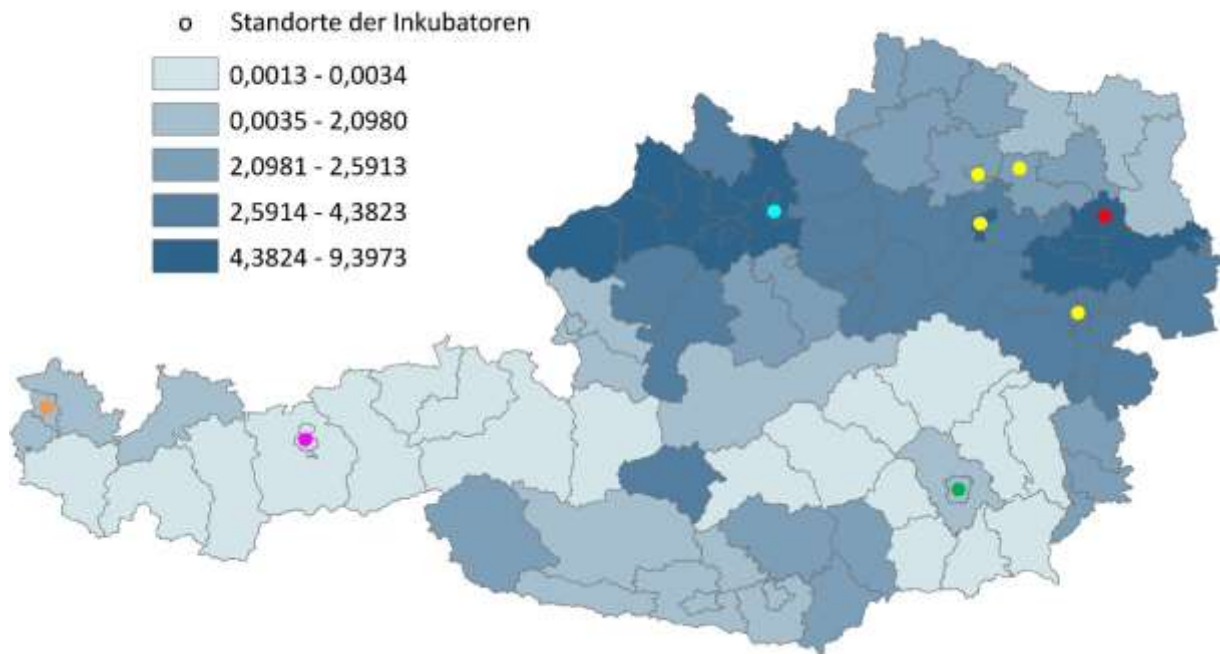 o Standorte der Inkubatoren
0,0013 - 0,0034
0,0035 - 2,0980
2,0981 - 2,5913
2,5914 - 4,3823
4,3824 - 9,3973